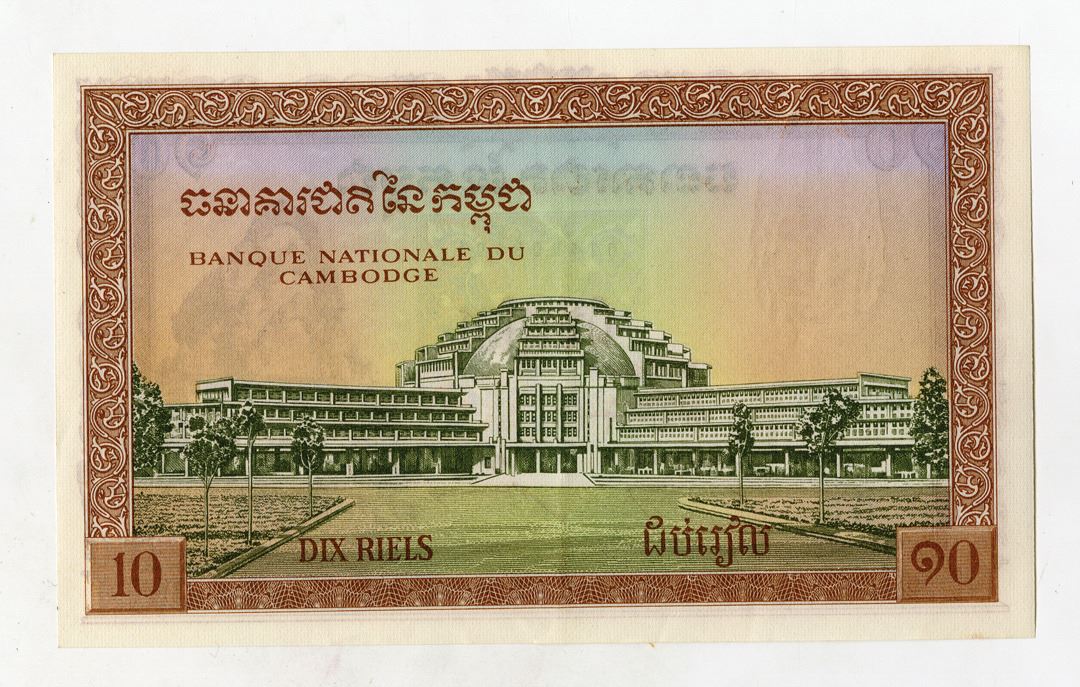 ធនាគារជាតិនៃកម្ពុជា
BANQUE NATIONALE DU
CAMBODGE
DIX RIELS
ដប់រៀល
10
១0